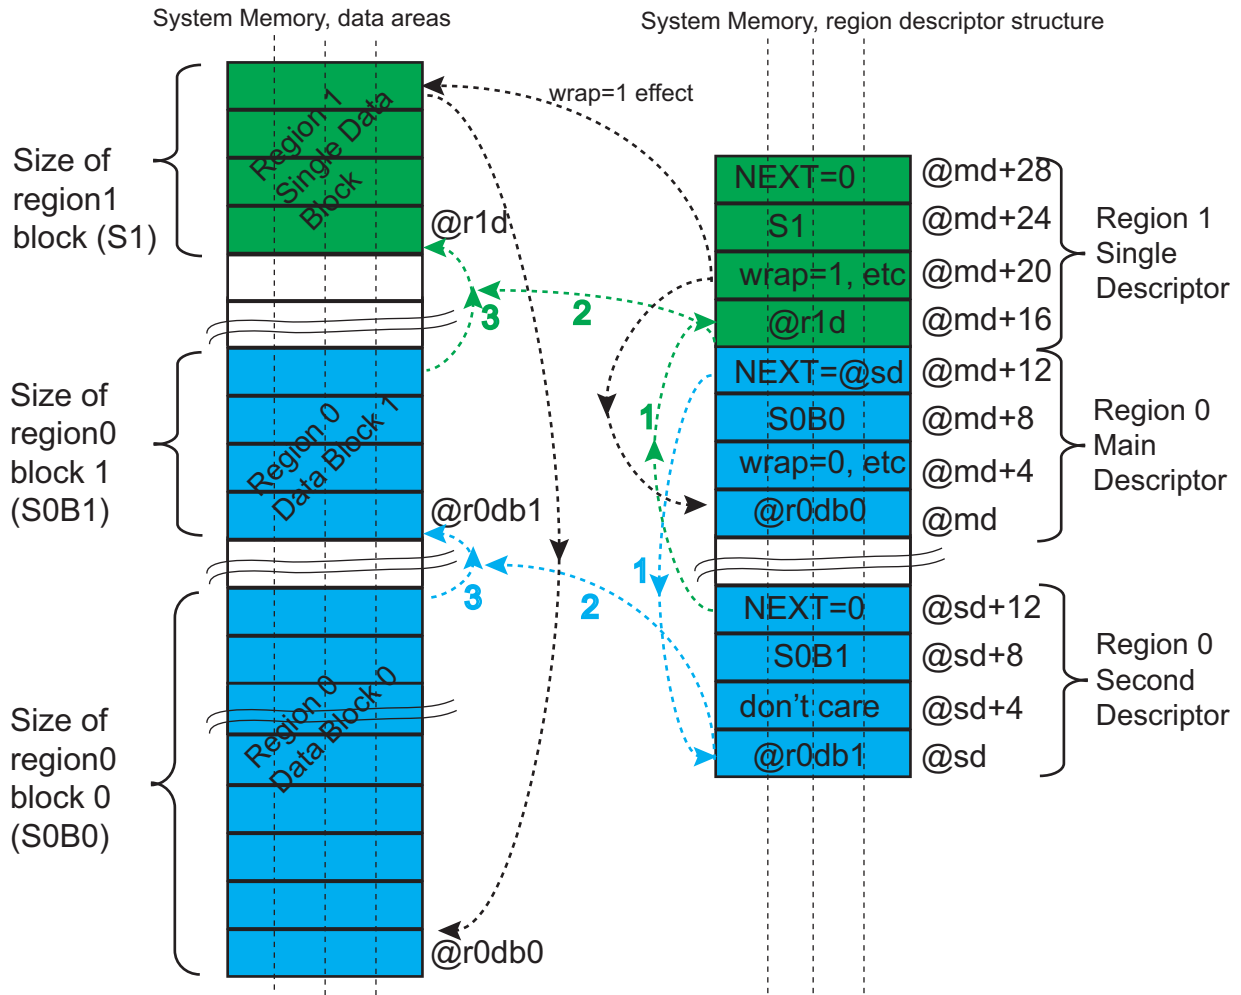 System Memory, data areas
System Memory, region descriptor structure
wrap=1 effect
Size of
region1
block (S1)
Region 1
Single Data
Block
@r1d
3
2
Size of
region0
block 1
(S0B1)
Region 0
Data Block 1
@r0db1
3
2
Size of
region0
block 0
(S0B0)
Region 0
Data Block 0
@r0db0
1
1
NEXT=0
@md+28
S1
@md+24
wrap=1, etc
@md+20
@r1d
@md+16
Region 1
Single
Descriptor
NEXT=@sd
@md+12
S0B0
@md+8
wrap=0, etc
@md+4
@r0db0
@md
Region 0
Main
Descriptor
NEXT=0
@sd+12
S0B1
@sd+8
don't care
@sd+4
@r0db1
@sd
Region 0
Second
Descriptor